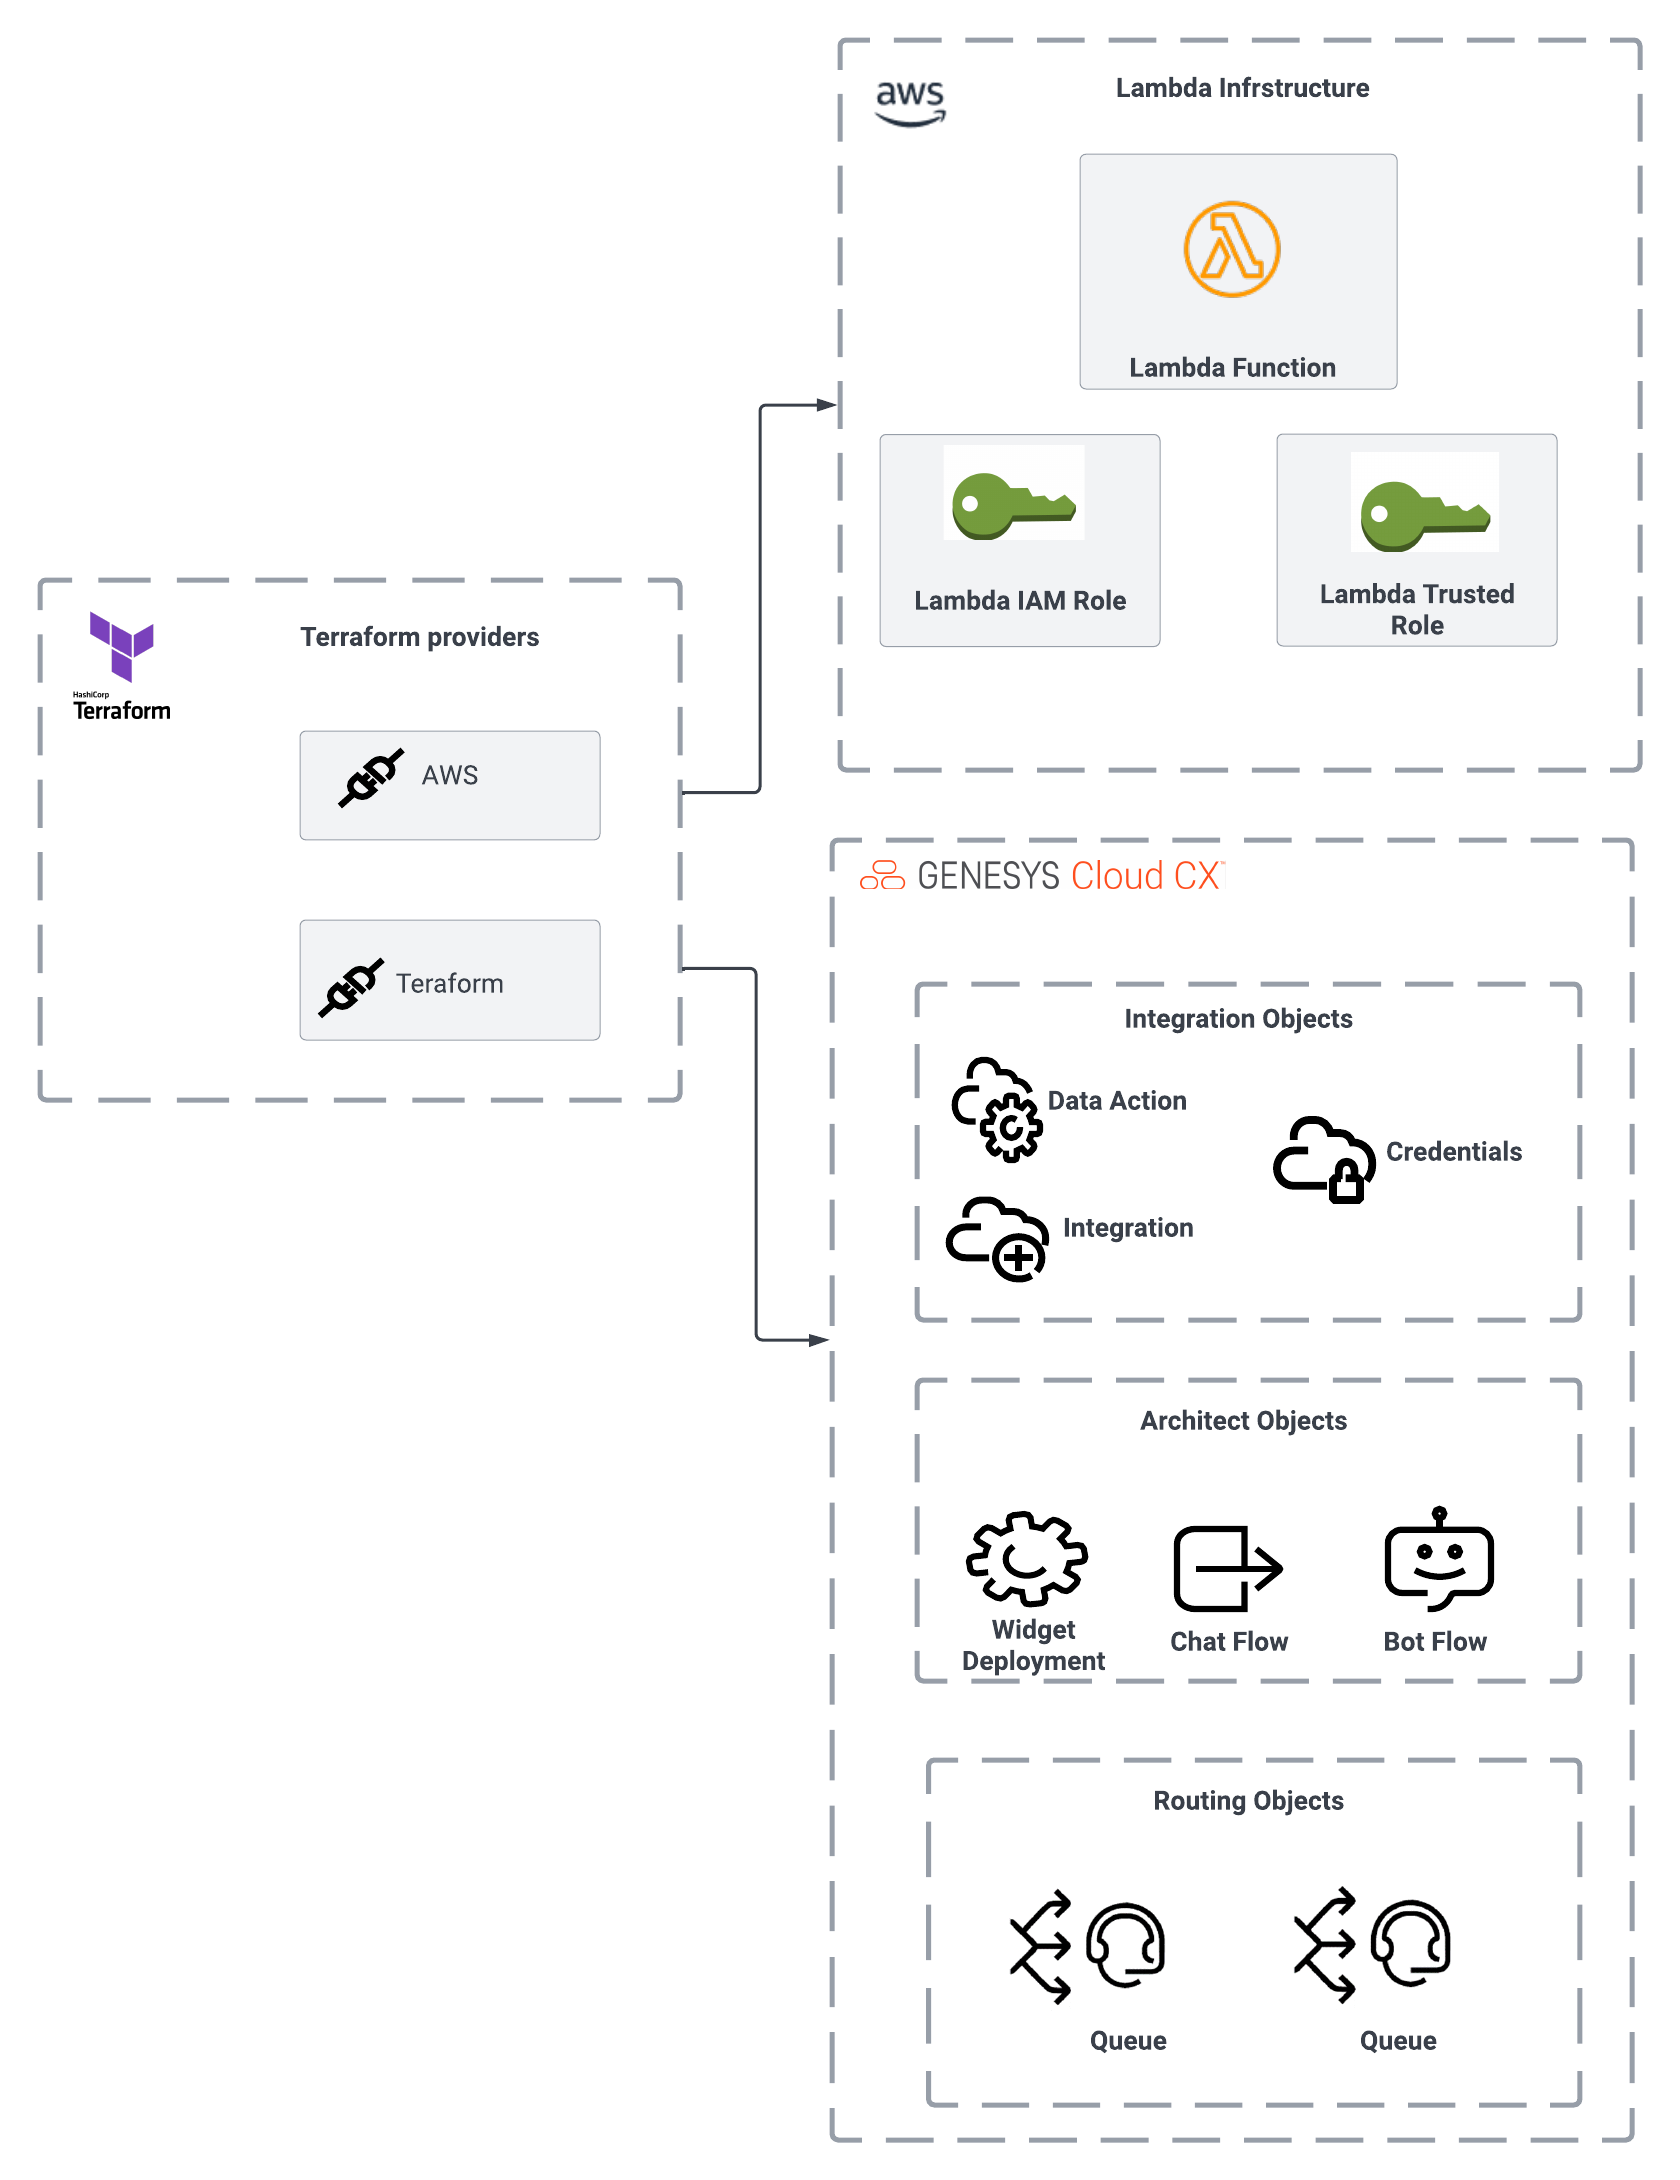 aws
Lambda Infrstructure
Lambda Function
Lambda IAM Role
Lambda Trusted
Role
HashiCorp
Terraform
Terraform providers
AWS
Teraform
GENESYS Cloud CX™
Integration Objects
Data Action
Credentials
Integration
Architect Objects
Widget
Deployment
Chat Flow
Bot Flow
Routing Objects
Queue
Queue